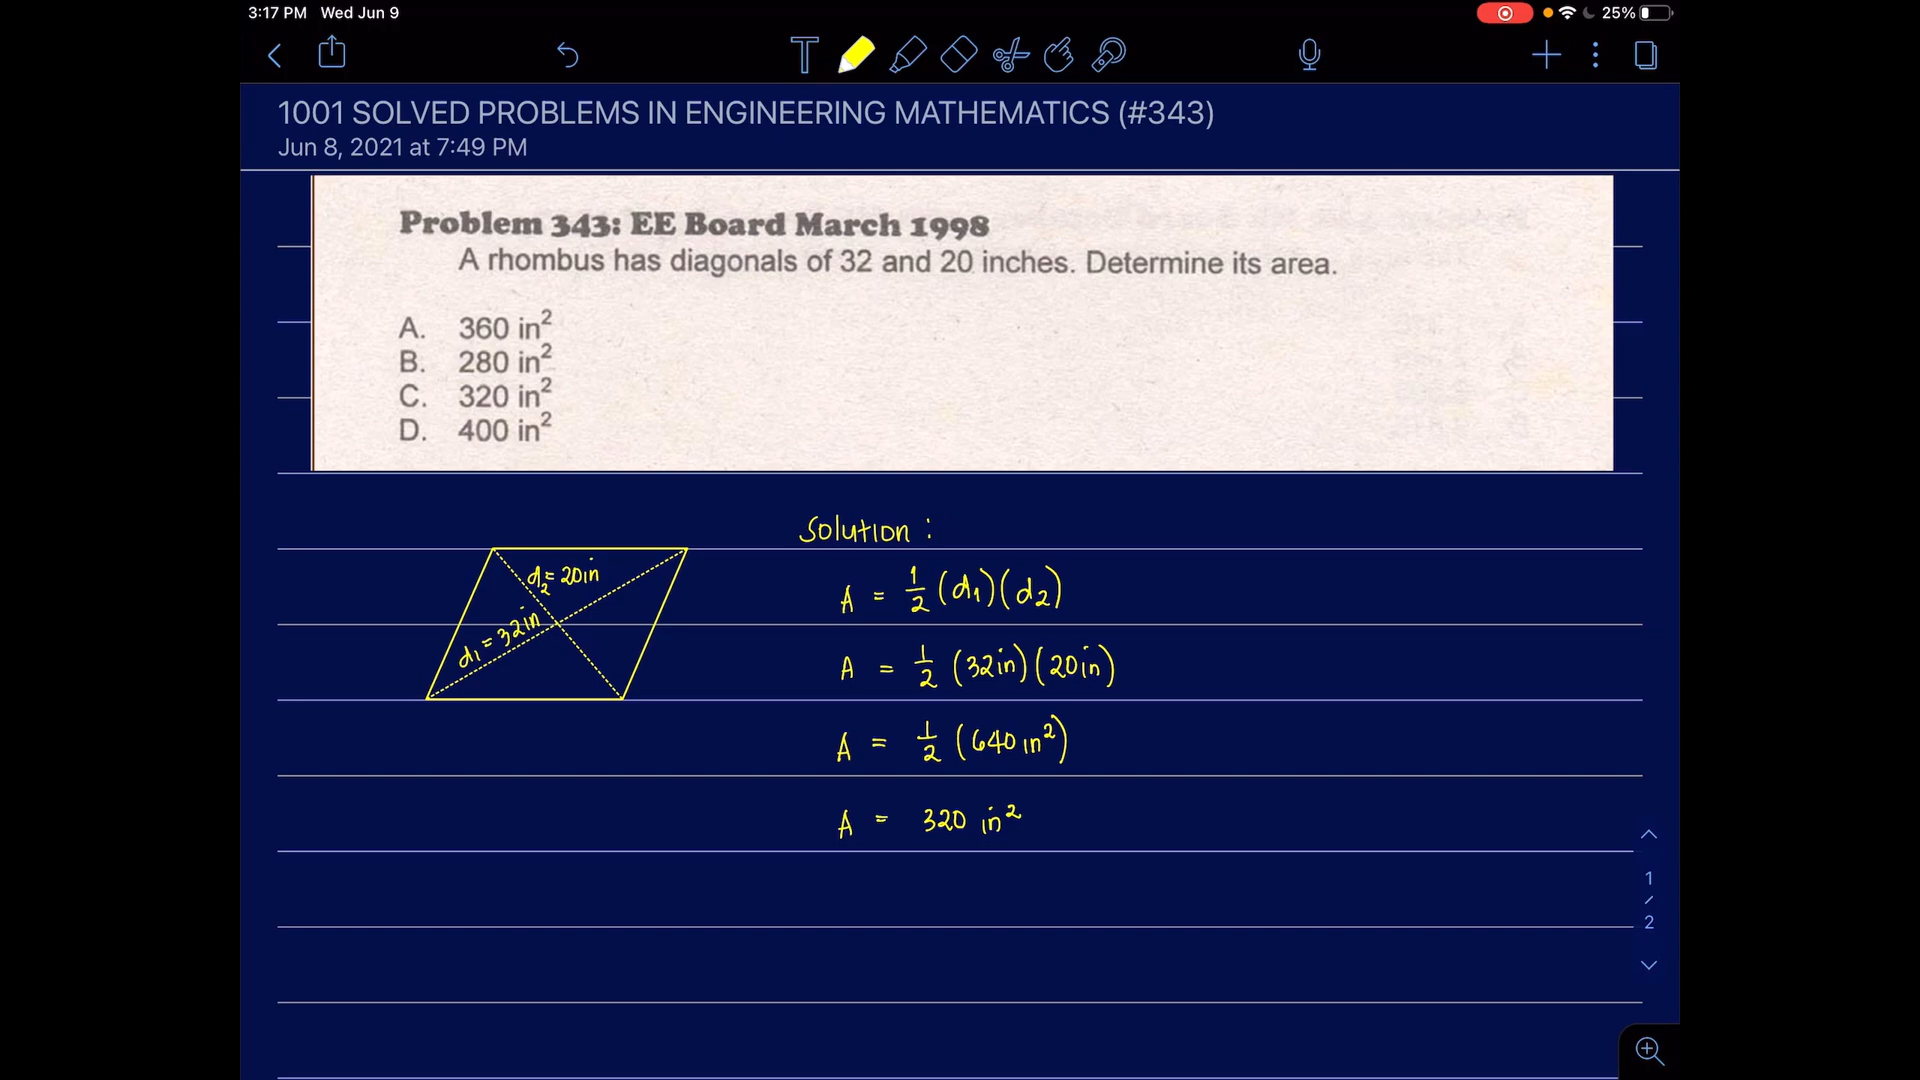 3:17 PM Wed Jun 9
25%
T
1001 SOLVED PROBLEMS IN ENGINEERING MATHEMATICS (#343)
Jun 8, 2021 at 7:49 PM
Problem 343: EE Board March 1998
A rhombus has diagonals of 32 and 20 inches. Determine its area.
A. 360 in²
B. 280 in²
C. 320 in²
D. 400 in²
Solution :
d₂ = 20in
d₁ = 32in
A = 1/2 (d₁)(d₂)
A = 1/2 (32in)(20in)
A = 1/2 (640 in²)
A = 320 in²
1
/
2